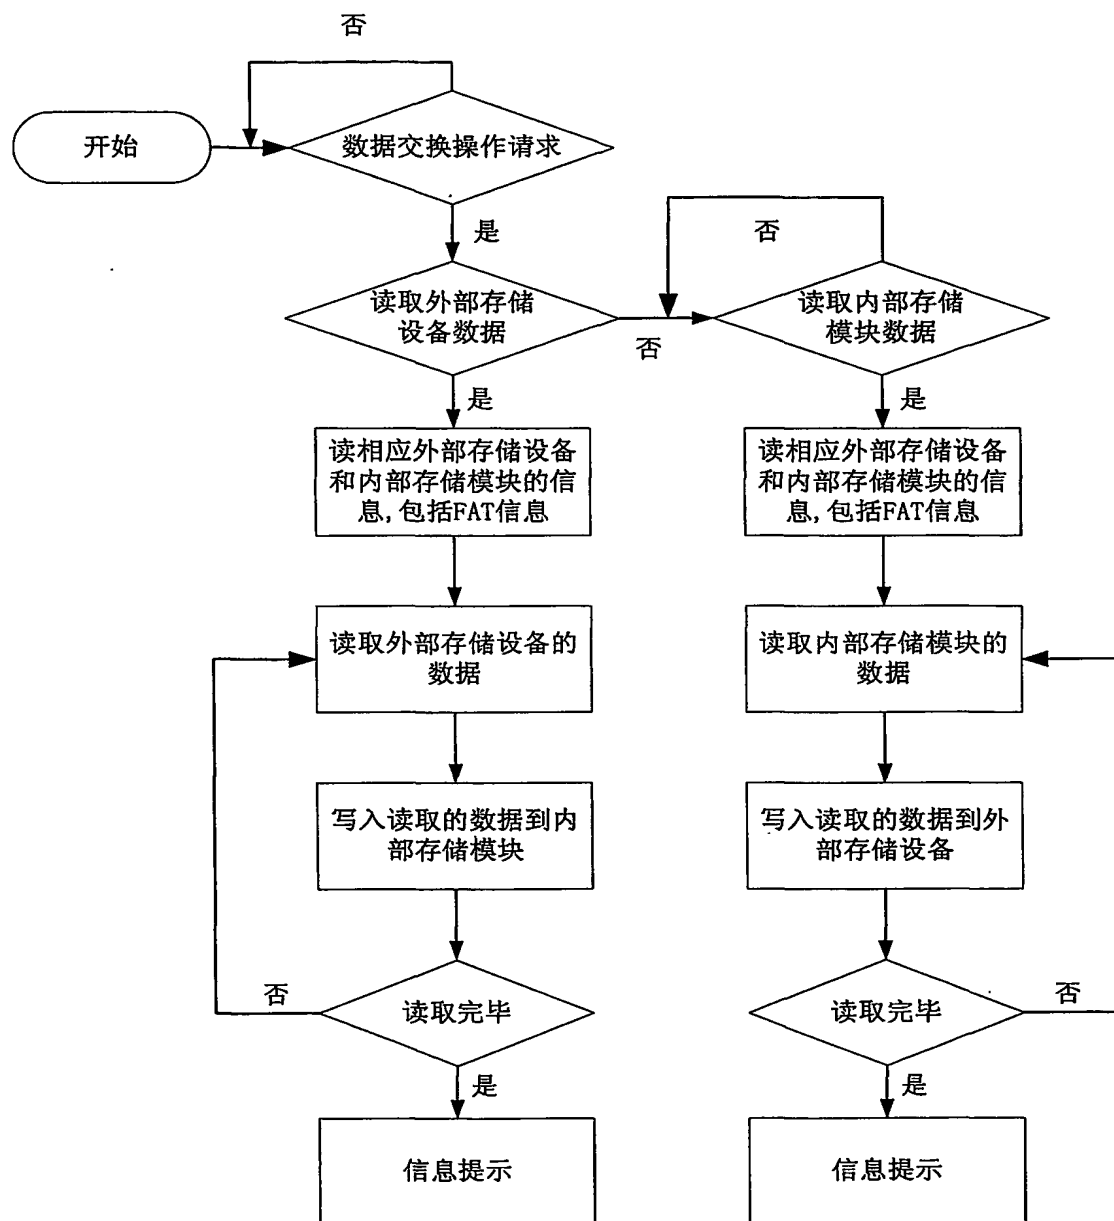 否
开始
数据交换操作请求
是
否
读取外部存储
设备数据
读取内部存储
模块数据
否
是
是
读相应外部存储设备
和内部存储模块的信
息,包括FAT信息
读相应外部存储设备
和内部存储模块的信
息,包括FAT信息
读取外部存储设备的
数据
读取内部存储模块的
数据
写入读取的数据到内
部存储模块
写入读取的数据到外
部存储设备
否
读取完毕
读取完毕
否
是
是
信息提示
信息提示